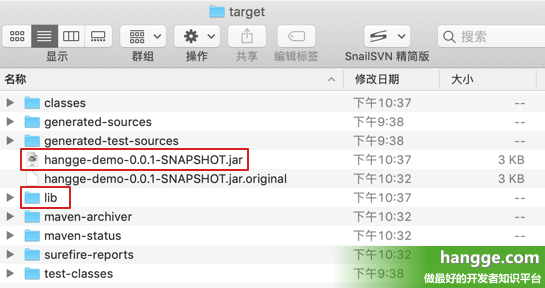 target
显示
群组
操作
共享
编辑标签
SnailSVN 精简版
搜索
名称 修改日期 大小
classes 下午10:37 --
generated-sources 下午9:38 --
generated-test-sources 下午9:38 --
hangge-demo-0.0.1-SNAPSHOT.jar 下午10:37 3 KB
hangge-demo-0.0.1-SNAPSHOT.jar.original 下午10:32 3 KB
lib 下午10:37 --
maven-archiver 下午10:32 --
maven-status 下午10:32 --
surefire-reports 下午10:32 --
test-classes 下午9:38 --
hangge.com
做最好的开发者知识平台